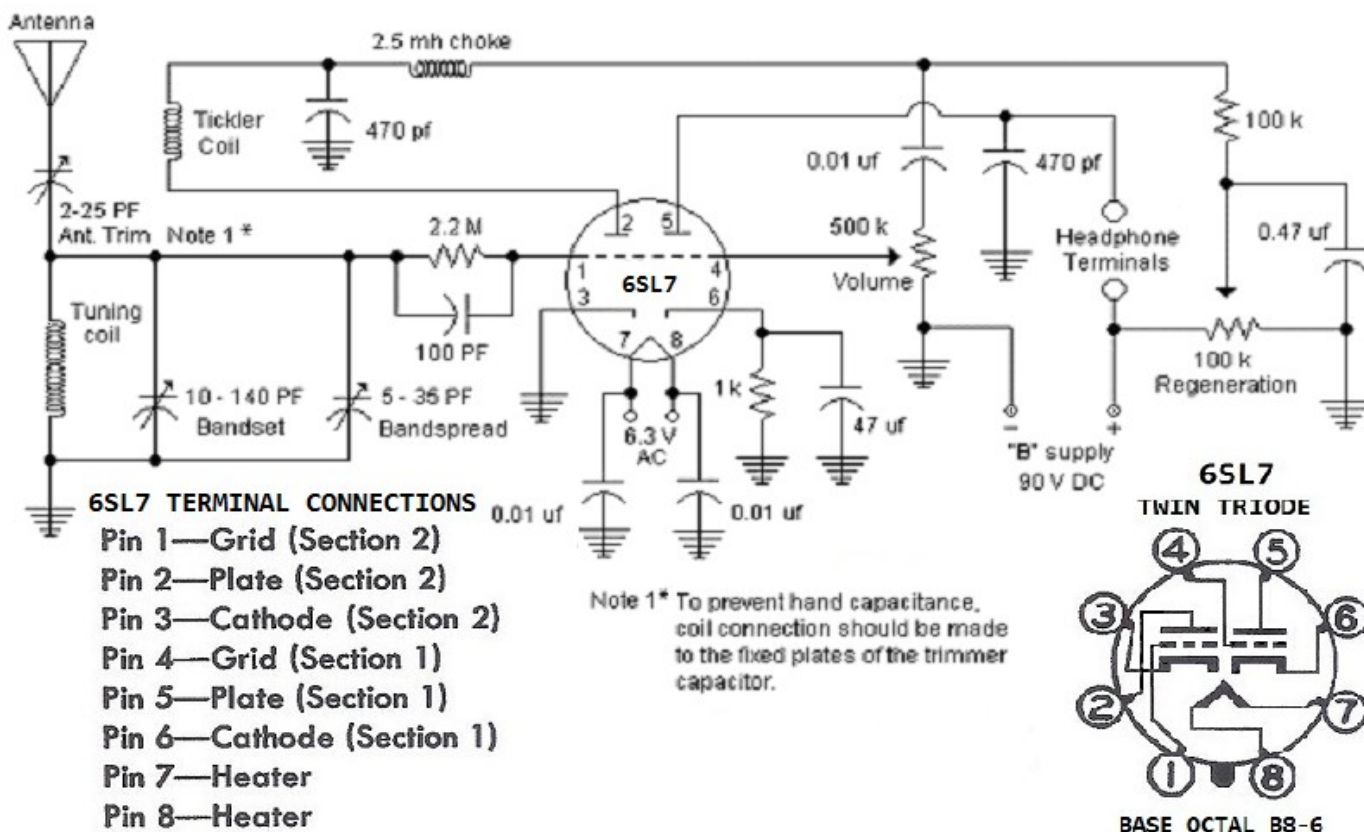 Antenna
2.5 mh choke
Tickler
Coil
470 pf
100 k
0.01 uf
470 pf
2-25 PF
Ant. Trim Note 1 *
2.2 M
2
5
500 k
Headphone
Terminals
0.47 uf
1
4
6SL7
3
6
Volume
Tuning
coil
7
8
100 PF
100 k
Regeneration
10 - 140 PF
Bandset
5 - 35 PF
Bandspread
1k
47 uf
6.3 V
AC
-
+
"B" supply
90 V DC
6SL7 TERMINAL CONNECTIONS
0.01 uf
0.01 uf
Pin 1—Grid (Section 2)
Pin 2—Plate (Section 2)
Pin 3—Cathode (Section 2)
Pin 4—Grid (Section 1)
Pin 5—Plate (Section 1)
Pin 6—Cathode (Section 1)
Pin 7—Heater
Pin 8—Heater
Note 1* To prevent hand capacitance,
coil connection should be made
to the fixed plates of the trimmer
capacitor.
6SL7
TWIN TRIODE
4
5
3
6
2
7
1
8
BASE OCTAL B8-6